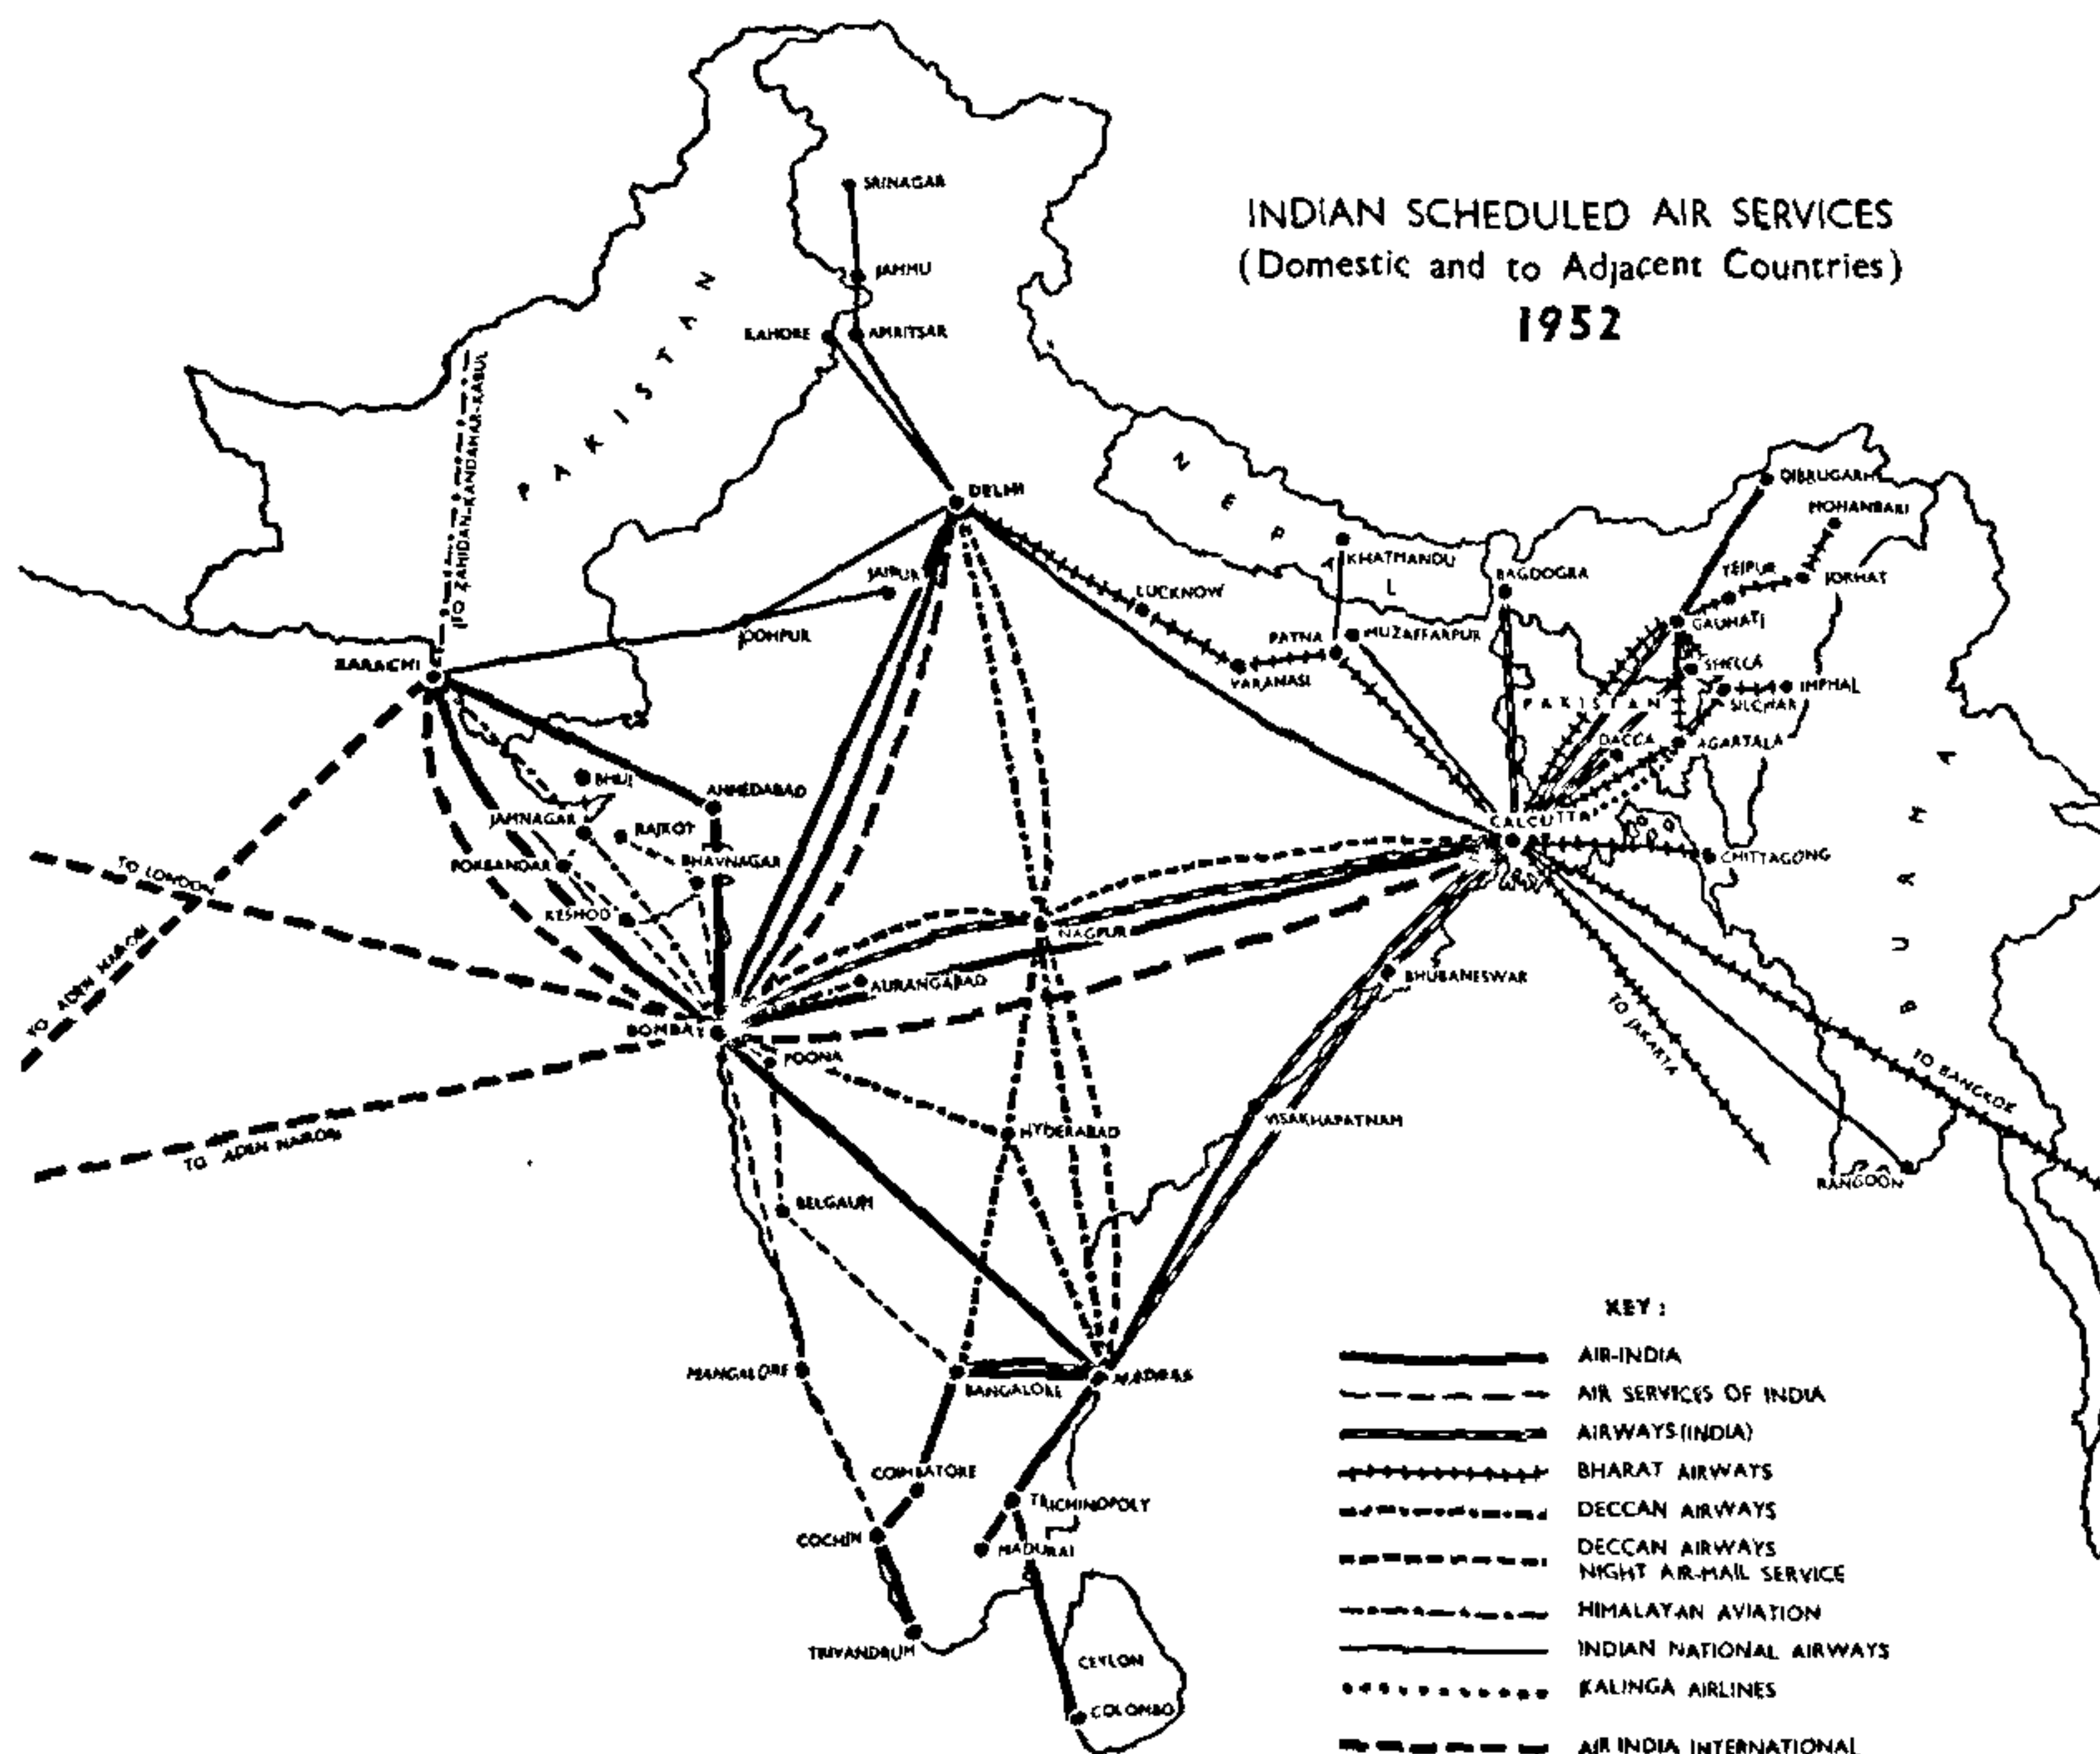 INDIAN SCHEDULED AIR SERVICES
(Domestic and to Adjacent Countries)
1952
SRINAGAR
JAMMU
LAHORE
AMRITSAR
PAKISTAN
TO ZAHIDAN-KANDAHAR-KABUL
DELHI
NEPAL
KHATMANDU
BAGDOGRA
DIBRUGARH
MOHANBARI
JORHAT
GAUHATI
SHELLA
IMPHAL
SILCHAR
PAKISTAN
DACCA
AGARTALA
JAIPUR
JODHPUR
LUCKNOW
PATNA
MUZAFFARPUR
VARANASI
KARACHI
BHUJ
AHMEDABAD
JAMNAGAR
RAJKOT
BHAVNAGAR
PORBANDAR
KESHOD
CALCUTTA
CHITTAGONG
BURMA
TO LONDON
TO ADEN NAIROBI
NAGPUR
AURANGABAD
BHUBANESWAR
BOMBAY
POONA
TO JAKARTA
TO BANGKOK
TO ADEN NAIROBI
HYDERABAD
VISAKHAPATNAM
RANGOON
BELGAUM
MANGALORE
BANGALORE
MADRAS
COIMBATORE
TRICHINOPOLY
COCHIN
MADURAI
TRIVANDRUM
CEYLON
COLOMBO
KEY:
AIR-INDIA
AIR SERVICES OF INDIA
AIRWAYS (INDIA)
BHARAT AIRWAYS
DECCAN AIRWAYS
DECCAN AIRWAYS
NIGHT AIR-MAIL SERVICE
HIMALAYAN AVIATION
INDIAN NATIONAL AIRWAYS
KALINGA AIRLINES
AIR INDIA INTERNATIONAL